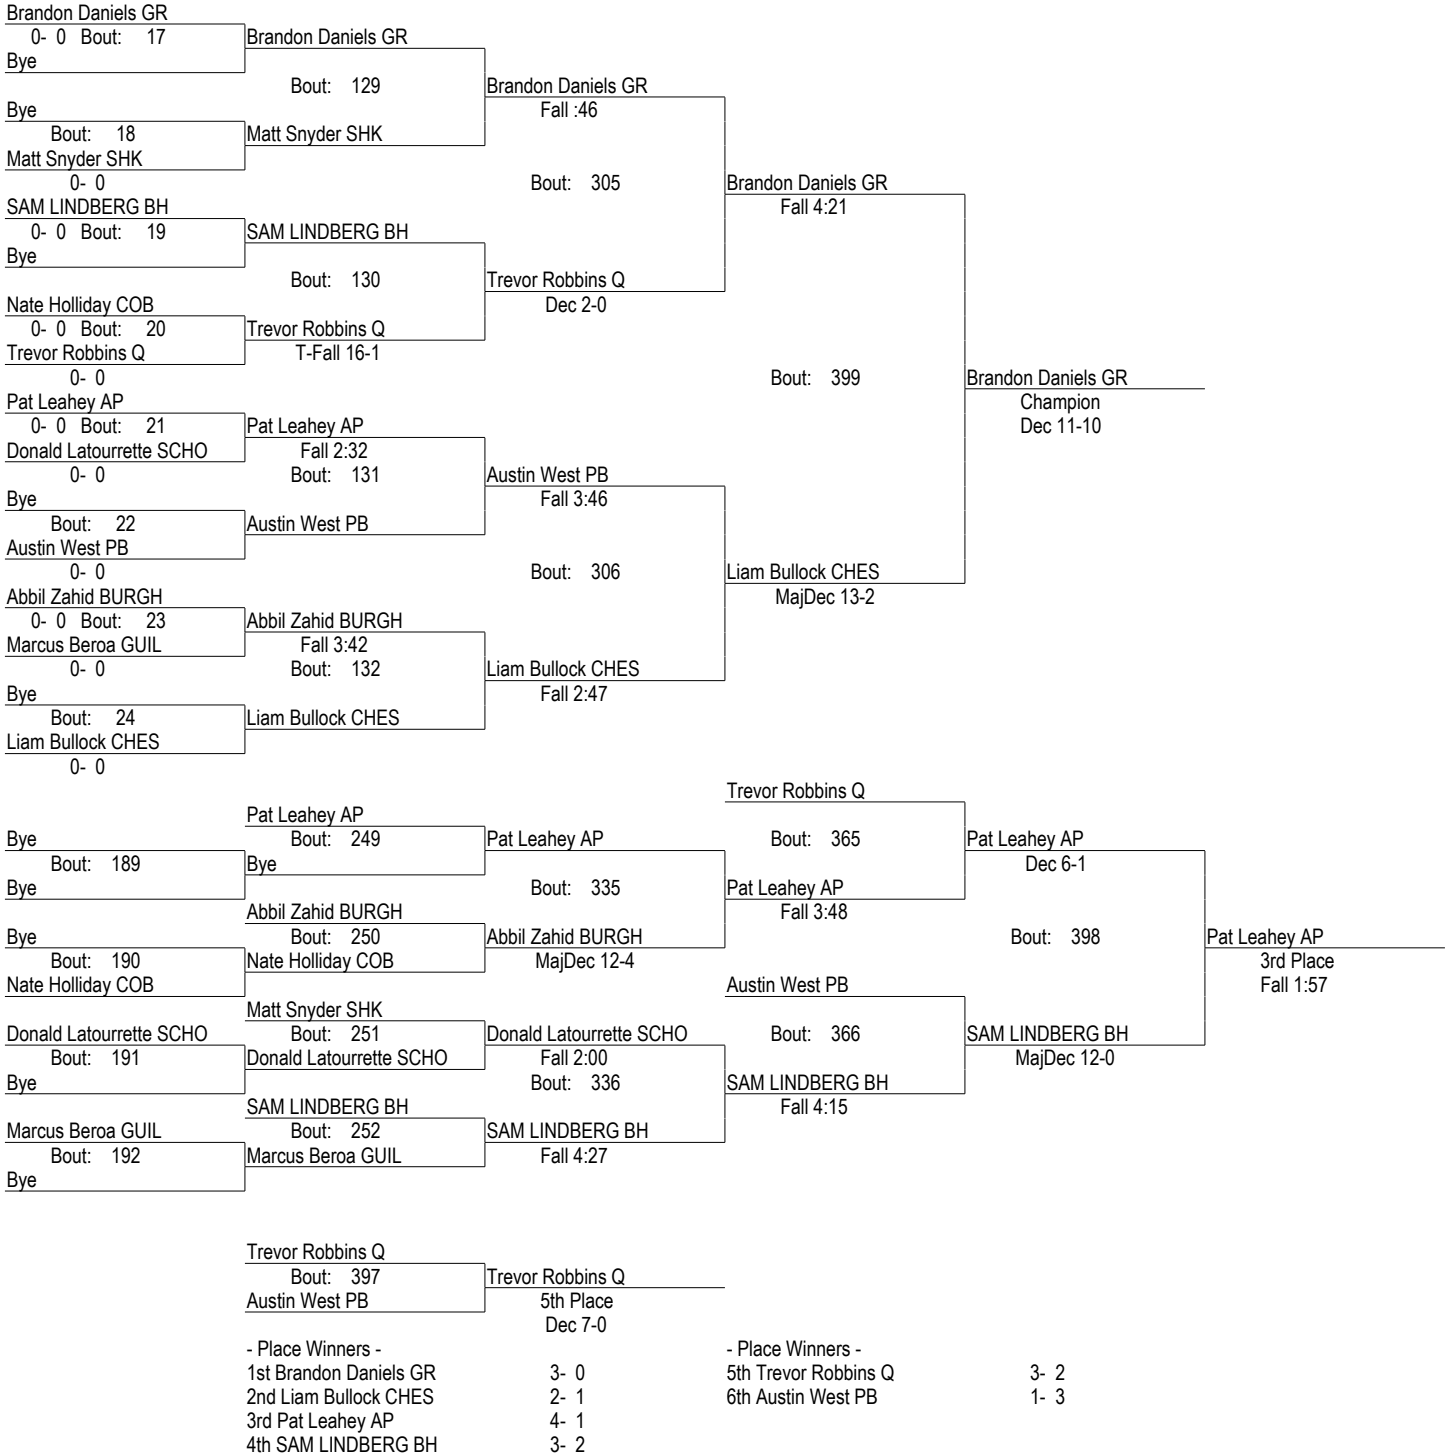 Brandon Daniels GR
0- 0 Bout: 17 Brandon Daniels GR
Bye
Bout: 129 Brandon Daniels GR
Bye Fall :46
Bout: 18 Matt Snyder SHK
Matt Snyder SHK
0- 0 Bout: 305 Brandon Daniels GR
SAM LINDBERG BH Fall 4:21
0- 0 Bout: 19 SAM LINDBERG BH
Bye
Bout: 130 Trevor Robbins Q
Nate Holliday COB Dec 2-0
0- 0 Bout: 20 Trevor Robbins Q
Trevor Robbins Q T-Fall 16-1
0- 0 Bout: 399 Brandon Daniels GR
Pat Leahey AP Champion
0- 0 Bout: 21 Pat Leahey AP Dec 11-10
Donald Latourrette SCHO Fall 2:32
0- 0 Bout: 131 Austin West PB
Bye Fall 3:46
Bout: 22 Austin West PB
Austin West PB
0- 0 Bout: 306 Liam Bullock CHES
Abbil Zahid BURGH MajDec 13-2
0- 0 Bout: 23 Abbil Zahid BURGH
Marcus Beroa GUIL Fall 3:42
0- 0 Bout: 132 Liam Bullock CHES
Bye Fall 2:47
Bout: 24 Liam Bullock CHES
Liam Bullock CHES
0- 0
Trevor Robbins Q
Pat Leahey AP
Bye Bout: 249 Pat Leahey AP Bout: 365 Pat Leahey AP
Bout: 189 Bye Dec 6-1
Bye Bout: 335 Pat Leahey AP
Abbil Zahid BURGH Fall 3:48
Bye Bout: 250 Abbil Zahid BURGH Bout: 398 Pat Leahey AP
Bout: 190 Nate Holliday COB MajDec 12-4 3rd Place
Nate Holliday COB Austin West PB Fall 1:57
Matt Snyder SHK
Donald Latourrette SCHO Bout: 251 Donald Latourrette SCHO Bout: 366 SAM LINDBERG BH
Bout: 191 Donald Latourrette SCHO Fall 2:00 MajDec 12-0
Bye Bout: 336 SAM LINDBERG BH
SAM LINDBERG BH Fall 4:15
Marcus Beroa GUIL Bout: 252 SAM LINDBERG BH
Bout: 192 Marcus Beroa GUIL Fall 4:27
Bye
Trevor Robbins Q
Bout: 397 Trevor Robbins Q
Austin West PB 5th Place
Dec 7-0
- Place Winners - - Place Winners -
1st Brandon Daniels GR 3- 0 5th Trevor Robbins Q 3- 2
2nd Liam Bullock CHES 2- 1 6th Austin West PB 1- 3
3rd Pat Leahey AP 4- 1
4th SAM LINDBERG BH 3- 2